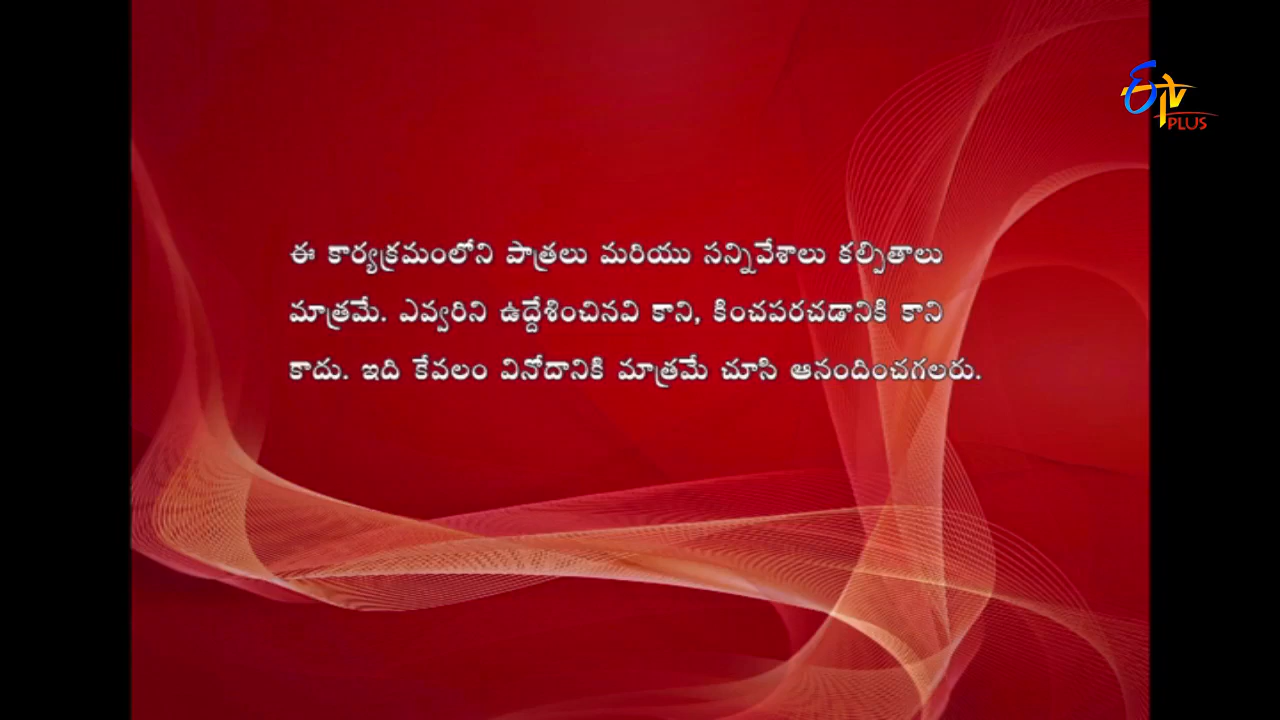 ETV
PLUS
ఈ కార్యక్రమంలోని పాత్రలు మరియు సన్నివేశాలు కల్పితాలు
మాత్రమే. ఎవ్వరిని ఉద్దేశించినవి కాని, కించపరచడానికి కాని
కాదు. ఇది కేవలం వినోదానికి మాత్రమే చూసి ఆనందించగలరు.